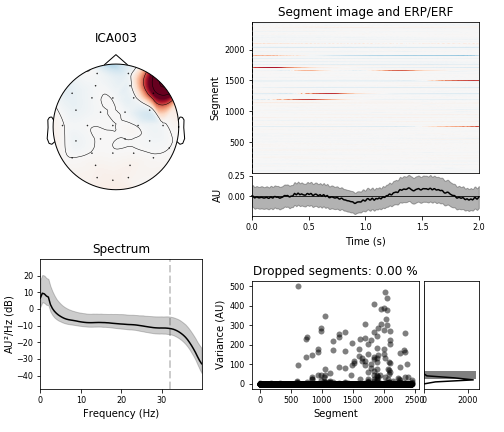 ICA003
Segment image and ERP/ERF
Segment
2000
1500
1000
500
AU
0.25
0.00
0.0 0.5 1.0 1.5 2.0
Time (s)
Spectrum
AU²/Hz (dB)
20
10
0
−10
−20
−30
−40
0 10 20 30
Frequency (Hz)
Dropped segments: 0.00 %
Variance (AU)
500
400
300
200
100
0
0 500 1000 1500 2000 2500
Segment
0 2000